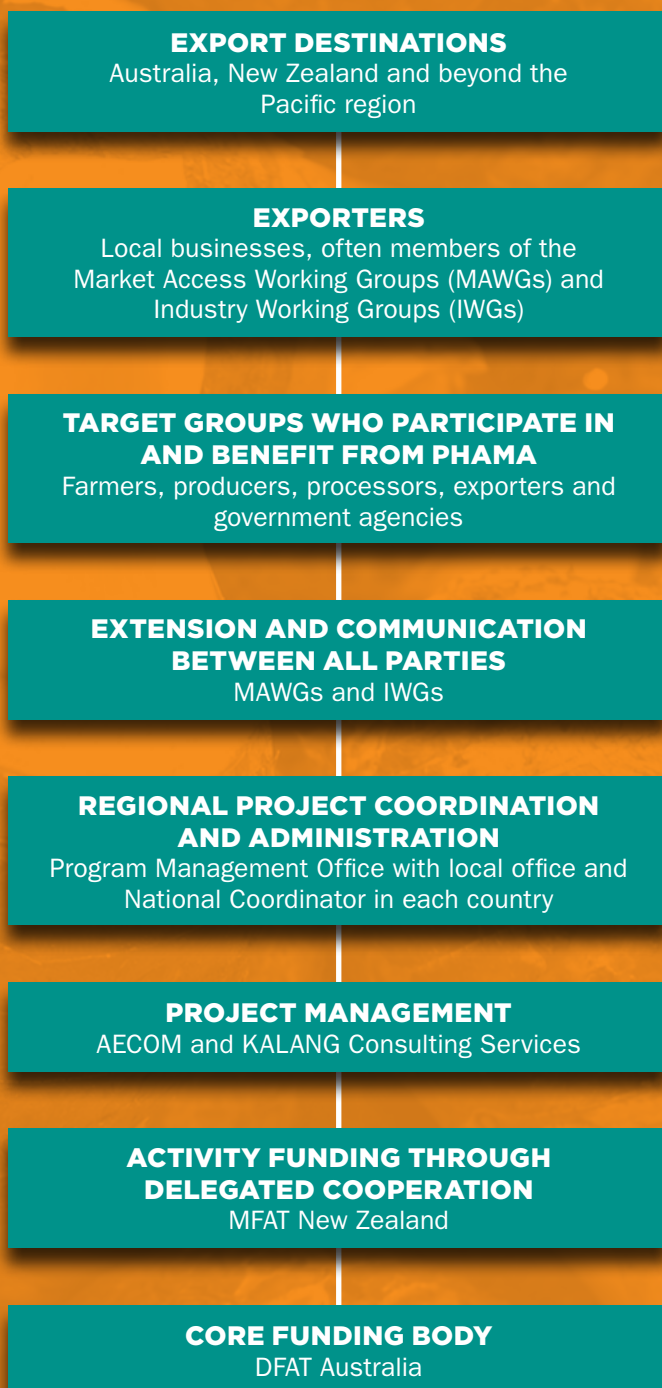 EXPORT DESTINATIONS
Australia, New Zealand and beyond the
Pacific region
EXPORTERS
Local businesses, often members of the
Market Access Working Groups (MAWGs) and
Industry Working Groups (IWGs)
TARGET GROUPS WHO PARTICIPATE IN
AND BENEFIT FROM PHAMA
Farmers, producers, processors, exporters and
government agencies
EXTENSION AND COMMUNICATION
BETWEEN ALL PARTIES
MAWGs and IWGs
REGIONAL PROJECT COORDINATION
AND ADMINISTRATION
Program Management Office with local office and
National Coordinator in each country
PROJECT MANAGEMENT
AECOM and KALANG Consulting Services
ACTIVITY FUNDING THROUGH
DELEGATED COOPERATION
MFAT New Zealand
CORE FUNDING BODY
DFAT Australia